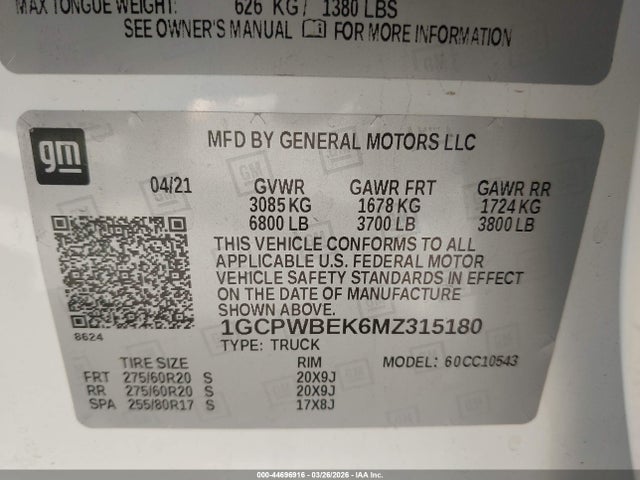 MAX TONGUE WEIGHT: 626 KG / 1380 LBS
SEE OWNER'S MANUAL FOR MORE INFORMATION
gm
MFD BY GENERAL MOTORS LLC
04/21 GVWR GAWR FRT GAWR RR
3085 KG 1678 KG 1724 KG
6800 LB 3700 LB 3800 LB
THIS VEHICLE CONFORMS TO ALL
APPLICABLE U.S. FEDERAL MOTOR
VEHICLE SAFETY STANDARDS IN EFFECT
ON THE DATE OF MANUFACTURE
SHOWN ABOVE.
1GCPWBEK6MZ315180
8624
TYPE: TRUCK MODEL: 60CC10543
TIRE SIZE RIM
FRT 275/60R20 S 20X9J
RR 275/60R20 S 20X9J
SPA 255/80R17 S 17X8J
000-44696916 | 03/26/2026 - IAA Inc.